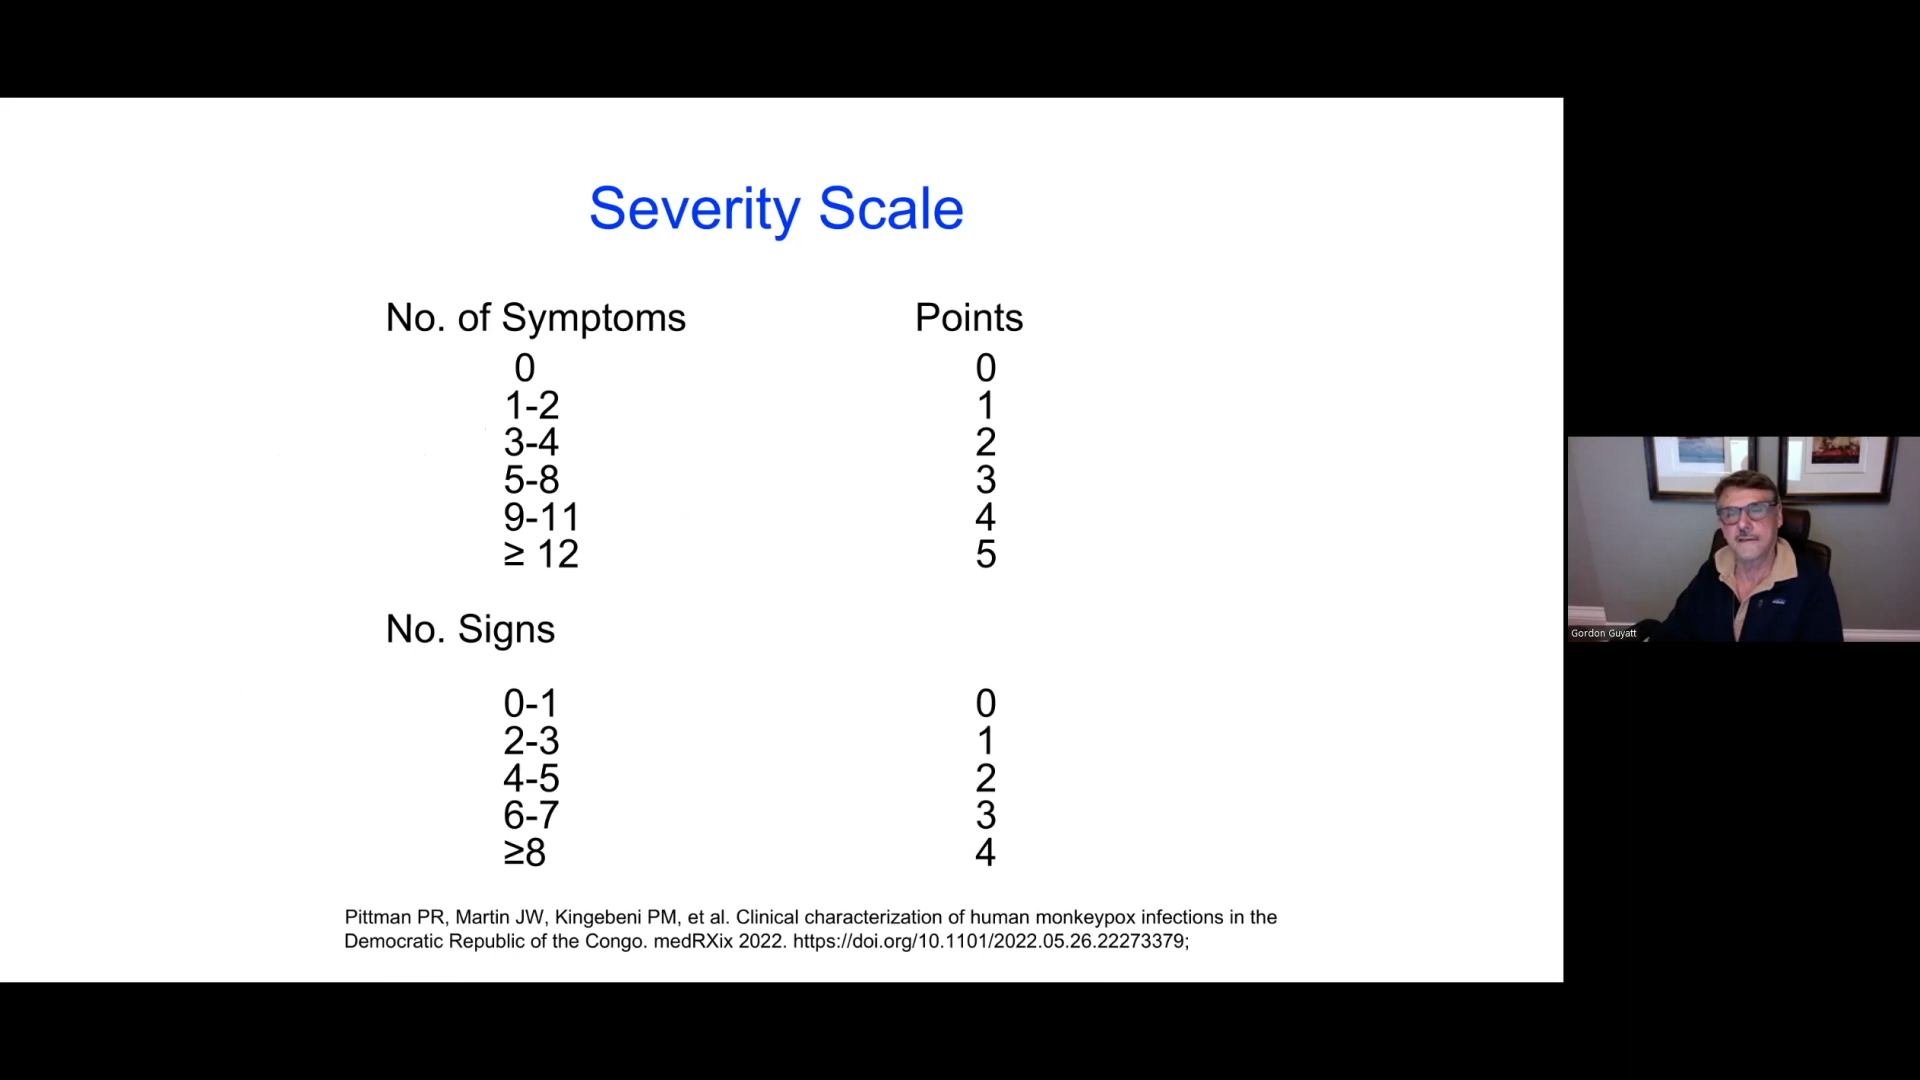 Severity Scale
No. of Symptoms Points
0 0
1-2 1
3-4 2
5-8 3
9-11 4
≥ 12 5
No. Signs
0-1 0
2-3 1
4-5 2
6-7 3
≥8 4
Pittman PR, Martin JW, Kingebeni PM, et al. Clinical characterization of human monkeypox infections in the
Democratic Republic of the Congo. medRXix 2022. https://doi.org/10.1101/2022.05.26.22273379;
Gordon Guyatt